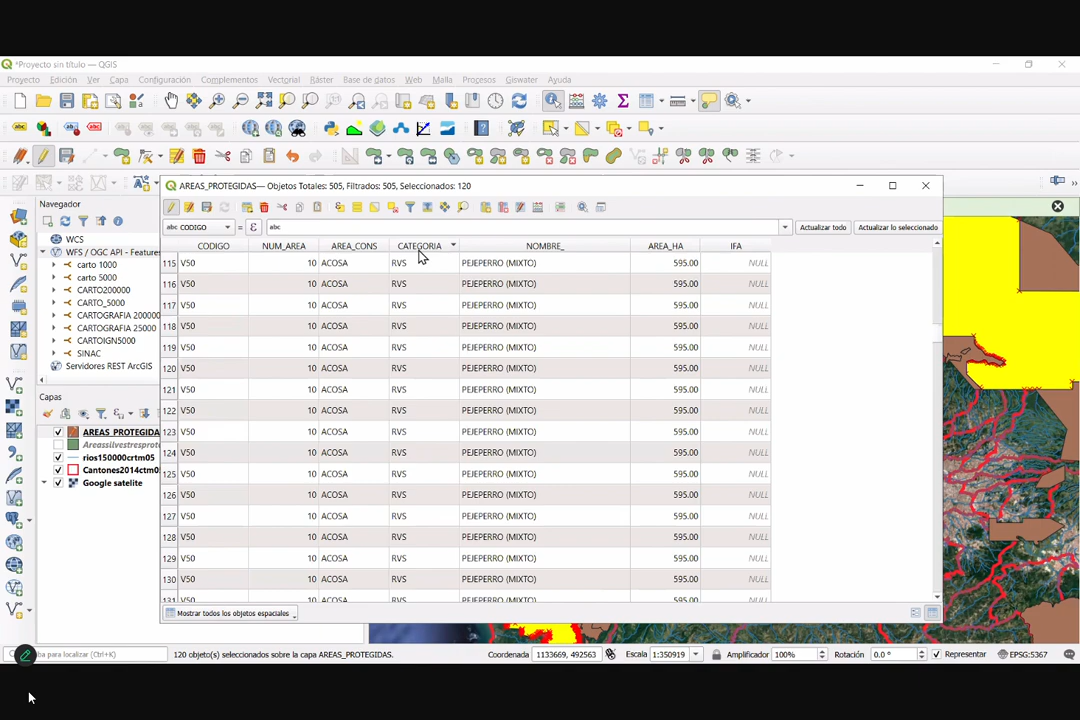 *Proyecto sin título — QGIS
Proyecto Edición Ver Capa Configuración Complementos Vectorial Ráster Base de datos Web Malla Procesos Giswater Ayuda
AREAS_PROTEGIDAS— Objetos Totales: 505, Filtrados: 505, Seleccionados: 120
Navegador
abc CODIGO = ε abc Actualizar todo Actualizar lo seleccionado
WCS
WFS / OGC API - Features
carto 1000
carto 5000
CARTO200000
CARTO_5000
CARTOGRAFIA 200000
CARTOGRAFIA 25000
CARTOIGN5000
SINAC
Servidores REST ArcGIS
Capas
AREAS_PROTEGIDA
Areassilvestresprote
rios150000crtm05
Cantones2014ctm0
Google satelite
CODIGO NUM_AREA AREA_CONS CATEGORIA NOMBRE_ AREA_HA IFA
115 V50 10 ACOSA RVS PEJEPERRO (MIXTO) 595.00 NULL
116 V50 10 ACOSA RVS PEJEPERRO (MIXTO) 595.00 NULL
117 V50 10 ACOSA RVS PEJEPERRO (MIXTO) 595.00 NULL
118 V50 10 ACOSA RVS PEJEPERRO (MIXTO) 595.00 NULL
119 V50 10 ACOSA RVS PEJEPERRO (MIXTO) 595.00 NULL
120 V50 10 ACOSA RVS PEJEPERRO (MIXTO) 595.00 NULL
121 V50 10 ACOSA RVS PEJEPERRO (MIXTO) 595.00 NULL
122 V50 10 ACOSA RVS PEJEPERRO (MIXTO) 595.00 NULL
123 V50 10 ACOSA RVS PEJEPERRO (MIXTO) 595.00 NULL
124 V50 10 ACOSA RVS PEJEPERRO (MIXTO) 595.00 NULL
125 V50 10 ACOSA RVS PEJEPERRO (MIXTO) 595.00 NULL
126 V50 10 ACOSA RVS PEJEPERRO (MIXTO) 595.00 NULL
127 V50 10 ACOSA RVS PEJEPERRO (MIXTO) 595.00 NULL
128 V50 10 ACOSA RVS PEJEPERRO (MIXTO) 595.00 NULL
129 V50 10 ACOSA RVS PEJEPERRO (MIXTO) 595.00 NULL
130 V50 10 ACOSA RVS PEJEPERRO (MIXTO) 595.00 NULL
131 V50 10 ACOSA RVS PEJEPERRO (MIXTO) 595.00 NULL
Mostrar todos los objetos espaciales
ba para localizar (Ctrl+K) 120 objeto(s) seleccionados sobre la capa AREAS_PROTEGIDAS. Coordenada 1133669, 492563 Escala 1:350919 Amplificador 100% Rotación 0.0 ° Representar EPSG:5367